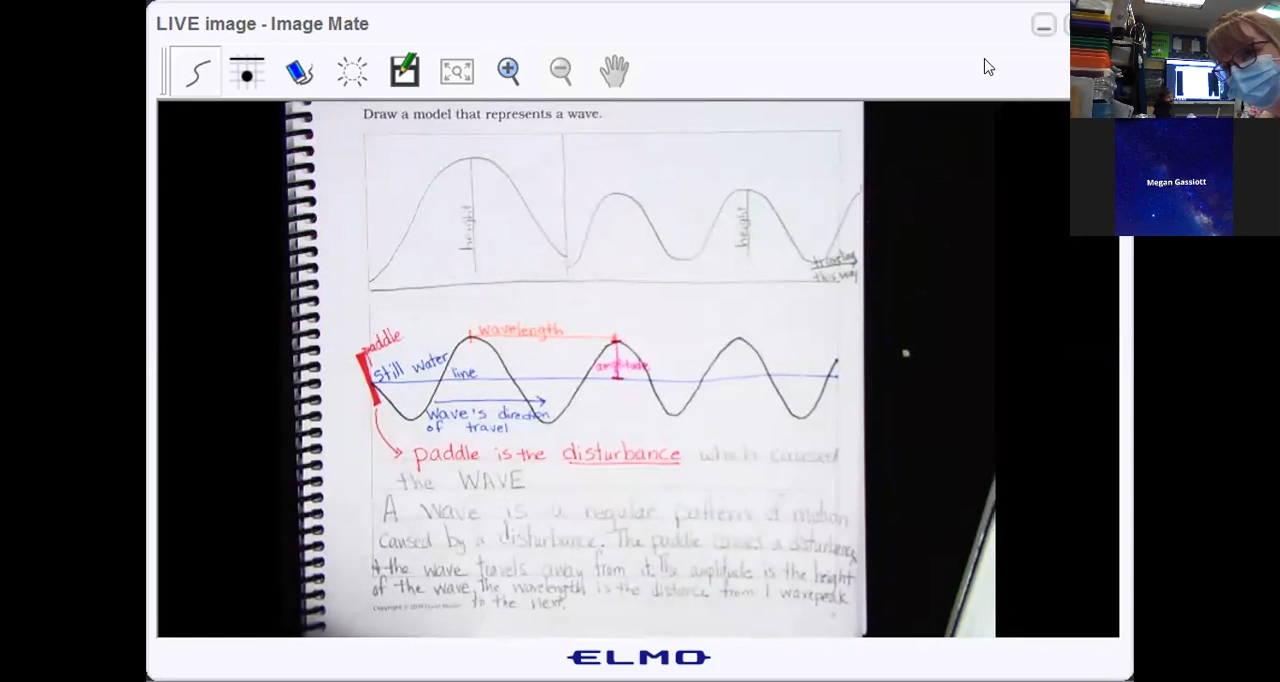 LIVE image - Image Mate
Megan Gassiott
Draw a model that represents a wave.
height
height
traveling
this way
paddle
wavelength
Still water
line
amplitude
Wave's direction
of travel
paddle is the disturbance which caused
the WAVE
A wave is a regular pattern of motion
caused by a disturbance. The paddle causes a disturbance
& the wave travels away from it. The amplitude is the height
of the wave, the wavelength is the distance from 1 wavepeak
to the next.
ELMO